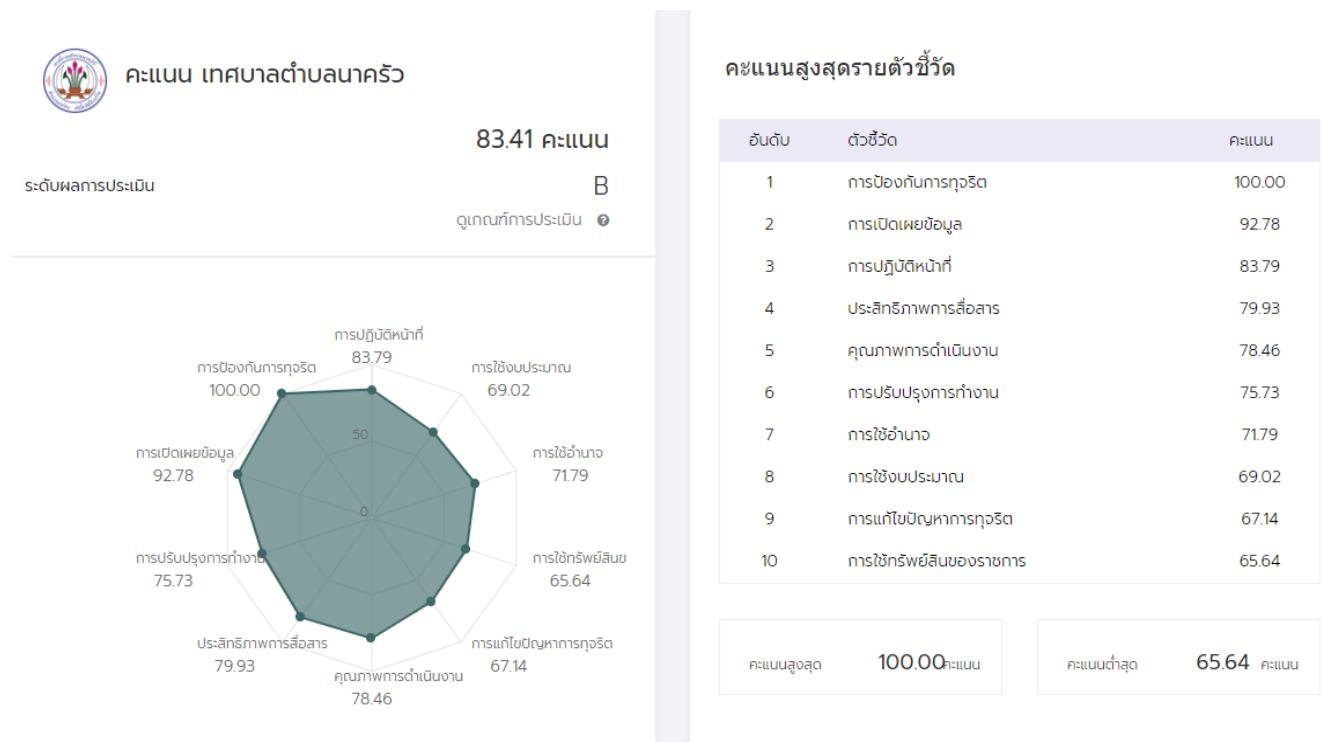 คะแนน เทศบาลตำบลนาครัว
83.41 คะแนน
ระดับผลการประเมิน B
ดูเกณฑ์การประเมิน ?
การปฏิบัติหน้าที่
83.79
การใช้งบประมาณ
69.02
การใช้อำนาจ
71.79
การใช้ทรัพย์สินข
65.64
การแก้ไขปัญหาการทุจริต
67.14
คุณภาพการดำเนินงาน
78.46
ประสิทธิภาพการสื่อสาร
79.93
การปรับปรุงการทำงาน
75.73
การเปิดเผยข้อมูล
92.78
การป้องกันการทุจริต
100.00
50
0
คะแนนสูงสุดรายตัวชี้วัด
อันดับ ตัวชี้วัด คะแนน
1 การป้องกันการทุจริต 100.00
2 การเปิดเผยข้อมูล 92.78
3 การปฏิบัติหน้าที่ 83.79
4 ประสิทธิภาพการสื่อสาร 79.93
5 คุณภาพการดำเนินงาน 78.46
6 การปรับปรุงการทำงาน 75.73
7 การใช้อำนาจ 71.79
8 การใช้งบประมาณ 69.02
9 การแก้ไขปัญหาการทุจริต 67.14
10 การใช้ทรัพย์สินของราชการ 65.64
คะแนนสูงสุด 100.00 คะแนน
คะแนนต่ำสุด 65.64 คะแนน